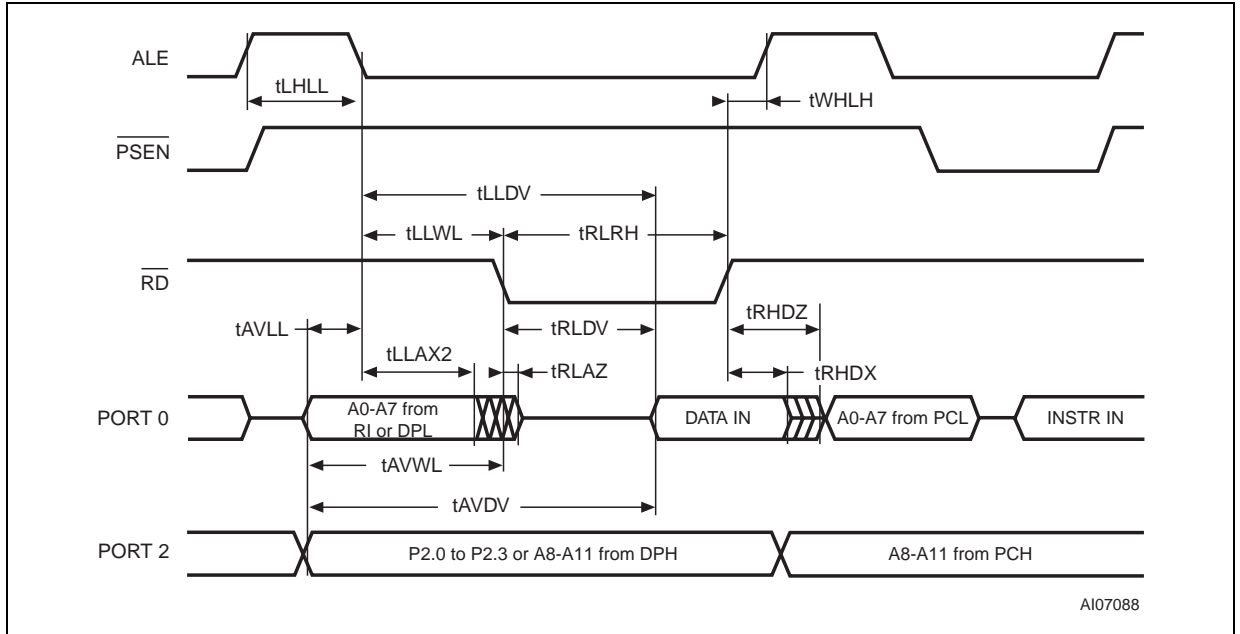 ALE
tLHLL
tWHLH
PSEN
tLLDV
tLLWL
tRLRH
RD
tAVLL
tRLDV
tRHDZ
tLLAX2
tRLAZ
tRHDX
PORT 0
A0-A7 from
RI or DPL
DATA IN
A0-A7 from PCL
INSTR IN
tAVWL
tAVDV
PORT 2
P2.0 to P2.3 or A8-A11 from DPH
A8-A11 from PCH
AI07088